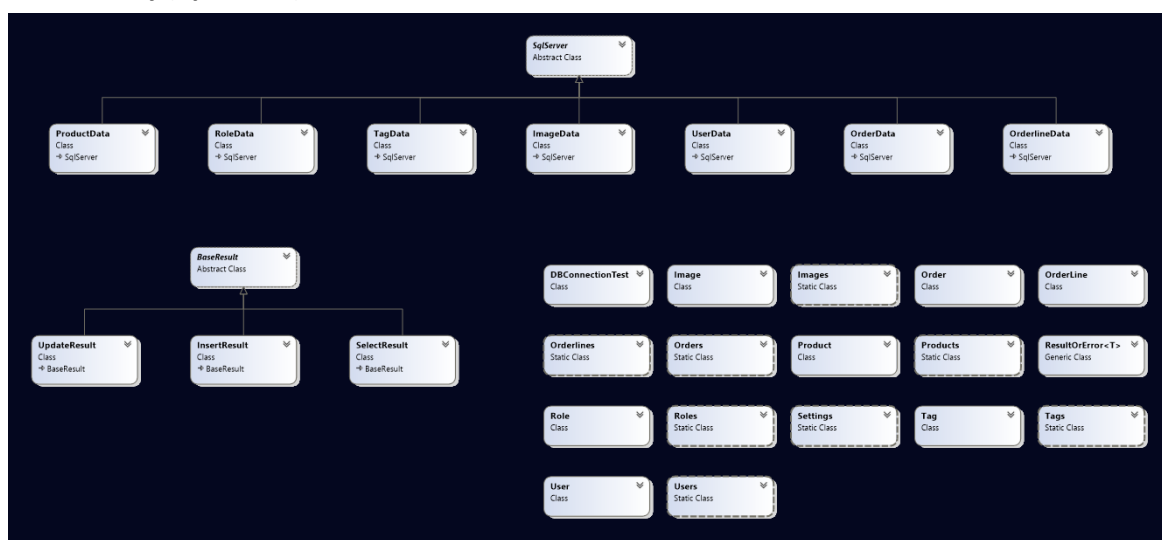 SqlServer
Abstract Class
ProductData
Class
SqlServer
RoleData
Class
SqlServer
TagData
Class
SqlServer
ImageData
Class
SqlServer
UserData
Class
SqlServer
OrderData
Class
SqlServer
OrderlineData
Class
SqlServer
BaseResult
Abstract Class
UpdateResult
Class
BaseResult
InsertResult
Class
BaseResult
SelectResult
Class
BaseResult
DBConnectionTest
Class
Image
Class
Images
Static Class
Order
Class
OrderLine
Class
Orderlines
Static Class
Orders
Static Class
Product
Class
Products
Static Class
ResultOrError<T>
Generic Class
Role
Class
Roles
Static Class
Settings
Static Class
Tag
Class
Tags
Static Class
User
Class
Users
Static Class